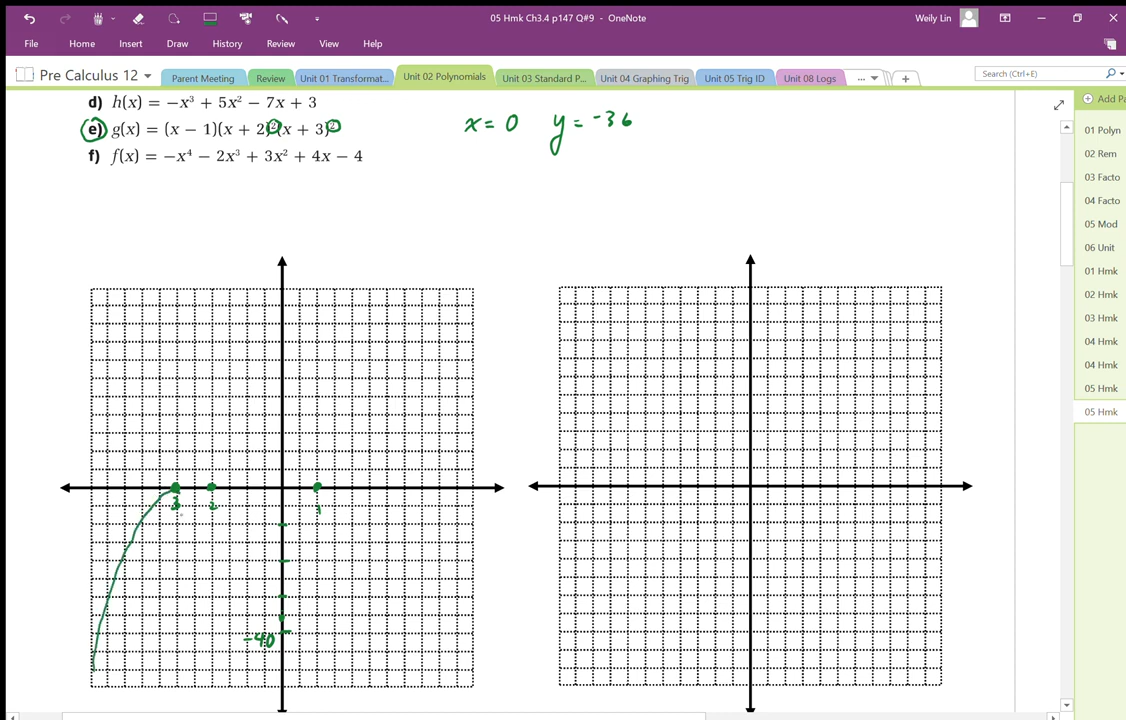 05 Hmk Ch3.4 p147 Q#9 - OneNote
Weily Lin
File Home Insert Draw History Review View Help
Pre Calculus 12
Parent Meeting Review Unit 01 Transformat... Unit 02 Polynomials Unit 03 Standard P... Unit 04 Graphing Trig Unit 05 Trig ID Unit 08 Logs ... +
Search (Ctrl+E)
Add Pa
01 Polyn
02 Rem
03 Facto
04 Facto
05 Mod
06 Unit
01 Hmk
02 Hmk
03 Hmk
04 Hmk
04 Hmk
05 Hmk
05 Hmk
d) h(x) = −x³ + 5x² − 7x + 3
e) g(x) = (x − 1)(x + 2)²(x + 3)²
x = 0 y = -36
f) f(x) = −x⁴ − 2x³ + 3x² + 4x − 4
3 2 1
-40